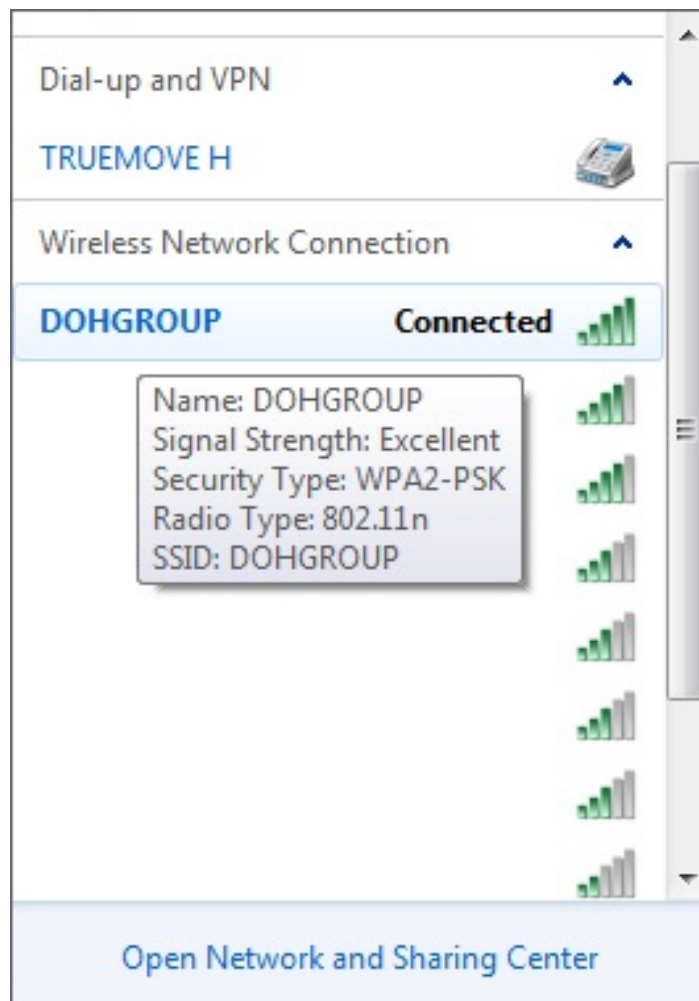 Dial-up and VPN
TRUEMOVE H
Wireless Network Connection
DOHGROUP Connected
Name: DOHGROUP
Signal Strength: Excellent
Security Type: WPA2-PSK
Radio Type: 802.11n
SSID: DOHGROUP
Open Network and Sharing Center